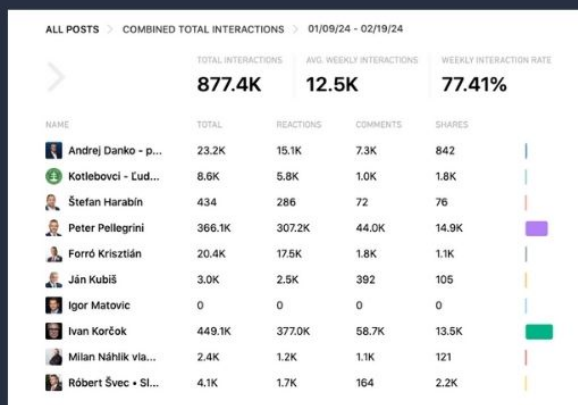 ALL POSTS > COMBINED TOTAL INTERACTIONS > 01/09/24 - 02/19/24
TOTAL INTERACTIONS AVG. WEEKLY INTERACTIONS WEEKLY INTERACTION RATE
877.4K 12.5K 77.41%
NAME TOTAL REACTIONS COMMENTS SHARES
Andrej Danko - p... 23.2K 15.1K 7.3K 842
Kotlebovci - Ľud... 8.6K 5.8K 1.0K 1.8K
Štefan Harabín 434 286 72 76
Peter Pellegrini 366.1K 307.2K 44.0K 14.9K
Forró Krisztián 20.4K 17.5K 1.8K 1.1K
Ján Kubiš 3.0K 2.5K 392 105
Igor Matovic 0 0 0 0
Ivan Korčok 449.1K 377.0K 58.7K 13.5K
Milan Náhlik vla... 2.4K 1.2K 1.1K 121
Róbert Švec • Sl... 4.1K 1.7K 164 2.2K